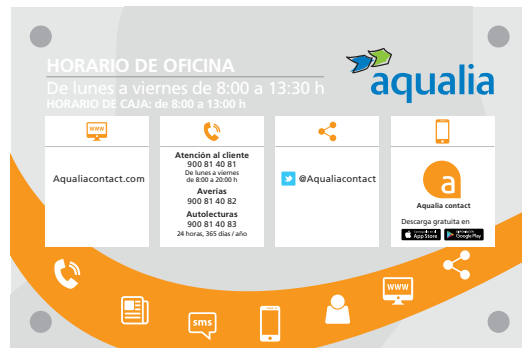 HORARIO DE OFICINA
De lunes a viernes de 8:00 a 13:30 h
HORARIO DE CAJA: de 8:00 a 13:00 h
aqualia
www
Aqualiacontact.com
Atención al cliente
900 81 40 81
De lunes a viernes
de 8:00 a 20:00 h
Averías
900 81 40 82
Autolecturas
900 81 40 83
24 horas, 365 días / año
@Aqualiacontact
a
Aqualia contact
Descarga gratuita en
App Store
Google Play
sms
www